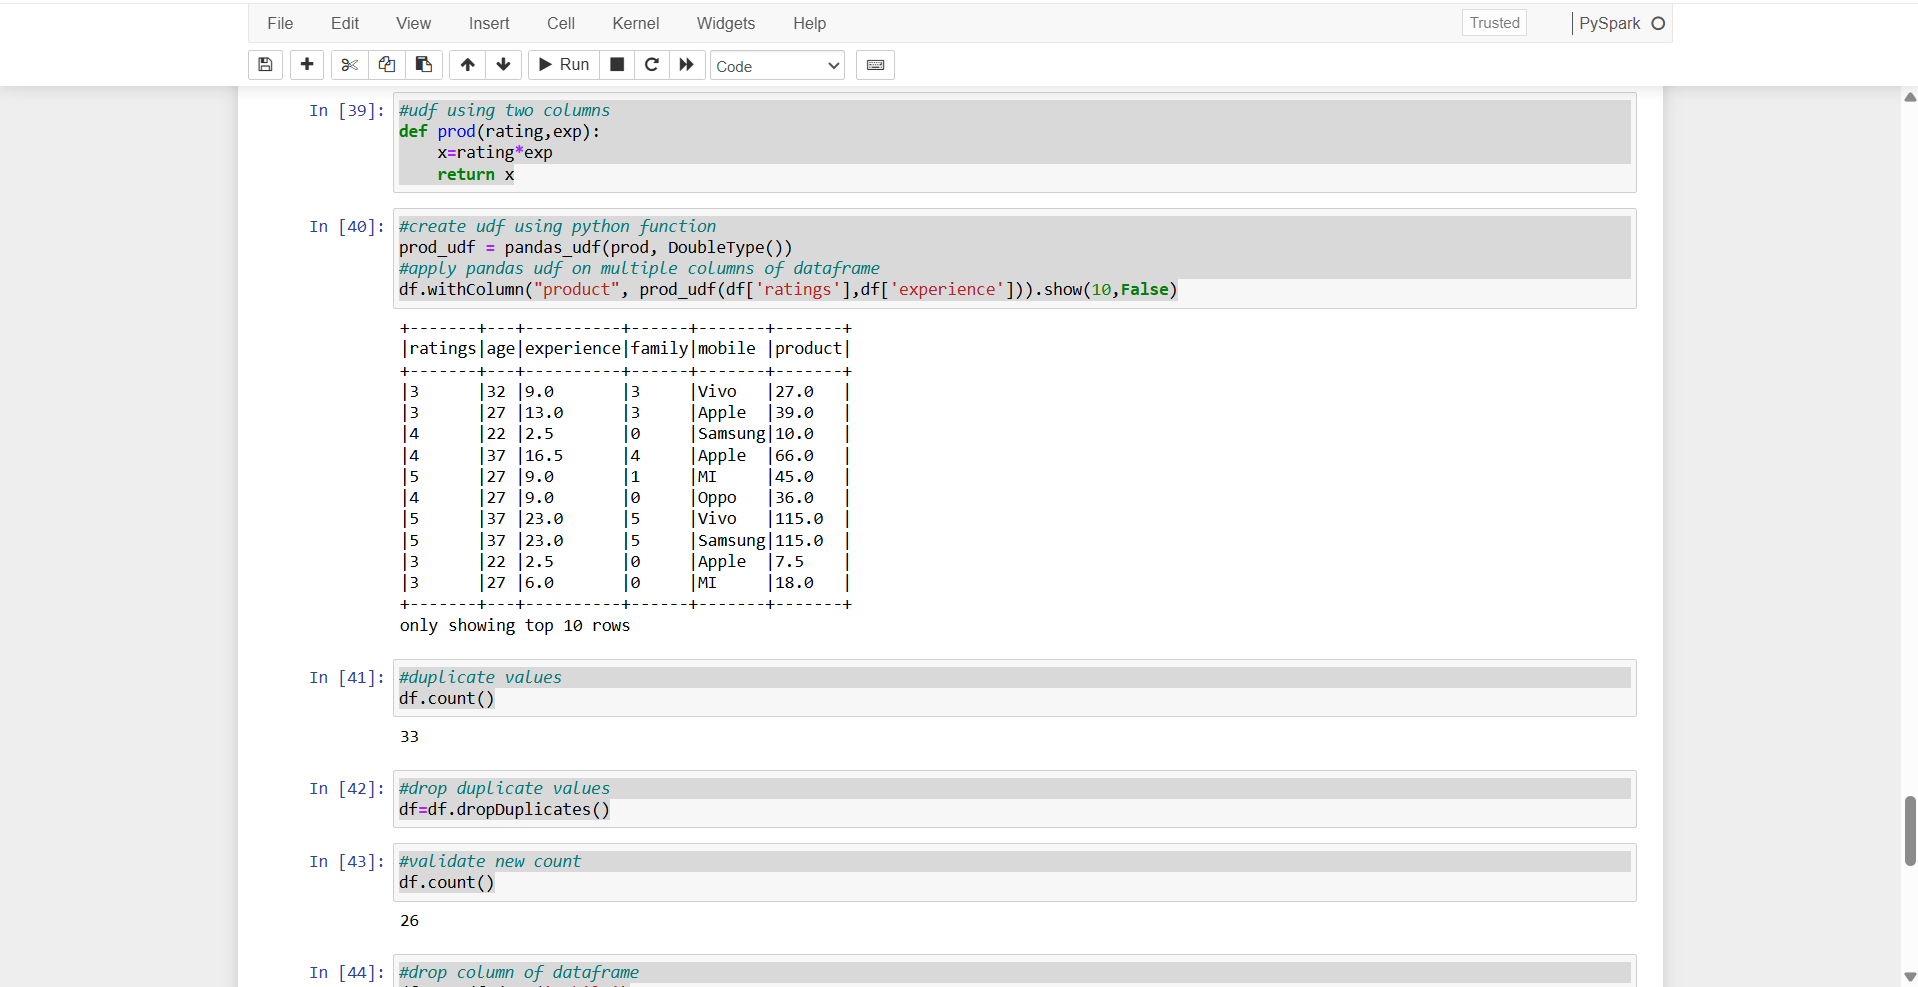 File Edit View Insert Cell Kernel Widgets Help Trusted PySpark
Run Code
In [39]: #udf using two columns
def prod(rating,exp):
    x=rating*exp
    return x
In [40]: #create udf using python function
prod_udf = pandas_udf(prod, DoubleType())
#apply pandas udf on multiple columns of dataframe
df.withColumn("product", prod_udf(df['ratings'],df['experience'])).show(10,False)
+-------+---+----------+------+-------+-------+
|ratings|age|experience|family|mobile |product|
+-------+---+----------+------+-------+-------+
|3      |32 |9.0       |3     |Vivo   |27.0   |
|3      |27 |13.0      |3     |Apple  |39.0   |
|4      |22 |2.5       |0     |Samsung|10.0   |
|4      |37 |16.5      |4     |Apple  |66.0   |
|5      |27 |9.0       |1     |MI     |45.0   |
|4      |27 |9.0       |0     |Oppo   |36.0   |
|5      |37 |23.0      |5     |Vivo   |115.0  |
|5      |37 |23.0      |5     |Samsung|115.0  |
|3      |22 |2.5       |0     |Apple  |7.5    |
|3      |27 |6.0       |0     |MI     |18.0   |
+-------+---+----------+------+-------+-------+
only showing top 10 rows
In [41]: #duplicate values
df.count()
33
In [42]: #drop duplicate values
df=df.dropDuplicates()
In [43]: #validate new count
df.count()
26
In [44]: #drop column of dataframe